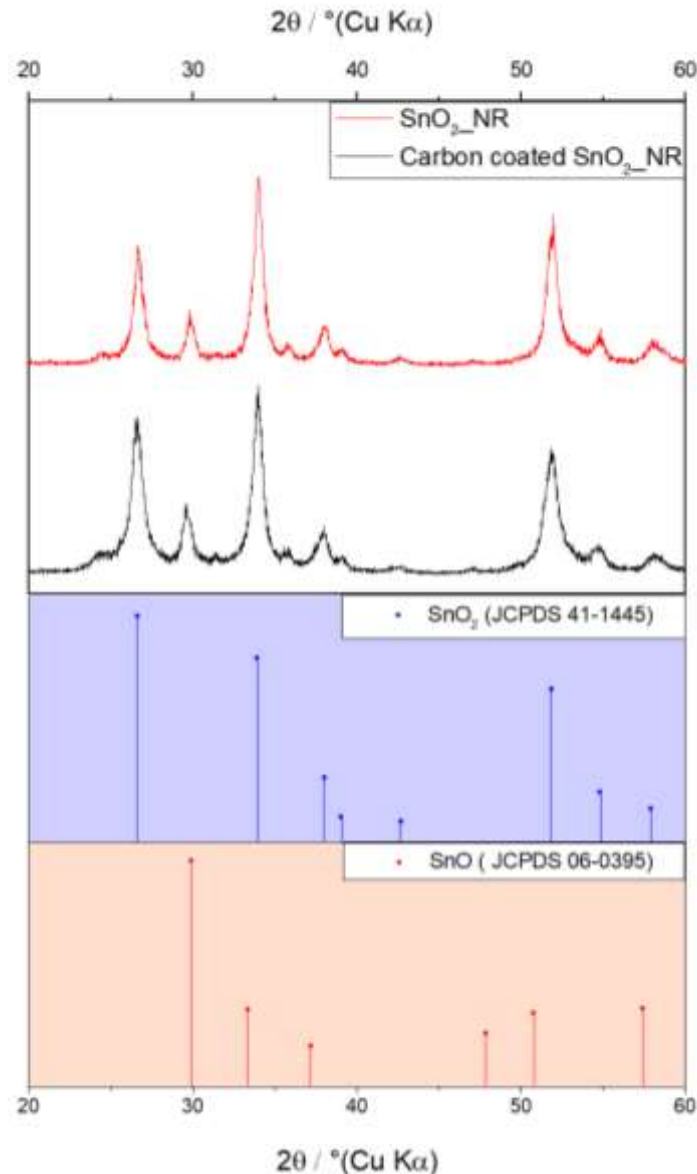 2θ / °(Cu Kα)
20 30 40 50 60
SnO₂_NR
Carbon coated SnO₂_NR
SnO₂ (JCPDS 41-1445)
SnO ( JCPDS 06-0395)
20 30 40 50 60
2θ / °(Cu Kα)